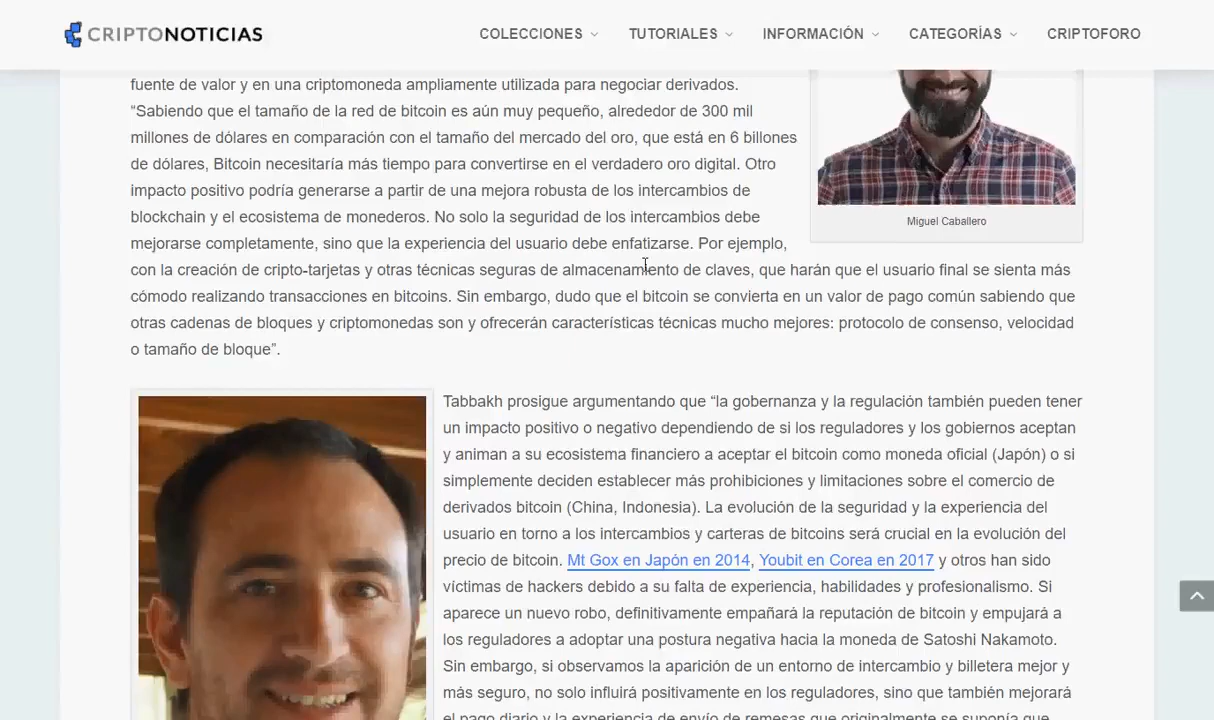 CRIPTONOTICIAS
COLECCIONES
TUTORIALES
INFORMACIÓN
CATEGORÍAS
CRIPTOFORO
fuente de valor y en una criptomoneda ampliamente utilizada para negociar derivados.
“Sabiendo que el tamaño de la red de bitcoin es aún muy pequeño, alrededor de 300 mil
millones de dólares en comparación con el tamaño del mercado del oro, que está en 6 billones
de dólares, Bitcoin necesitaría más tiempo para convertirse en el verdadero oro digital. Otro
impacto positivo podría generarse a partir de una mejora robusta de los intercambios de
blockchain y el ecosistema de monederos. No solo la seguridad de los intercambios debe
mejorarse completamente, sino que la experiencia del usuario debe enfatizarse. Por ejemplo,
con la creación de cripto-tarjetas y otras técnicas seguras de almacenamiento de claves, que harán que el usuario final se sienta más
cómodo realizando transacciones en bitcoins. Sin embargo, dudo que el bitcoin se convierta en un valor de pago común sabiendo que
otras cadenas de bloques y criptomonedas son y ofrecerán características técnicas mucho mejores: protocolo de consenso, velocidad
o tamaño de bloque”.
Miguel Caballero
Tabbakh prosigue argumentando que “la gobernanza y la regulación también pueden tener
un impacto positivo o negativo dependiendo de si los reguladores y los gobiernos aceptan
y animan a su ecosistema financiero a aceptar el bitcoin como moneda oficial (Japón) o si
simplemente deciden establecer más prohibiciones y limitaciones sobre el comercio de
derivados bitcoin (China, Indonesia). La evolución de la seguridad y la experiencia del
usuario en torno a los intercambios y carteras de bitcoins será crucial en la evolución del
precio de bitcoin. Mt Gox en Japón en 2014, Youbit en Corea en 2017 y otros han sido
víctimas de hackers debido a su falta de experiencia, habilidades y profesionalismo. Si
aparece un nuevo robo, definitivamente empañará la reputación de bitcoin y empujará a
los reguladores a adoptar una postura negativa hacia la moneda de Satoshi Nakamoto.
Sin embargo, si observamos la aparición de un entorno de intercambio y billetera mejor y
más seguro, no solo influirá positivamente en los reguladores, sino que también mejorará
el pago diario y la experiencia de envío de remesas que originalmente se suponía que